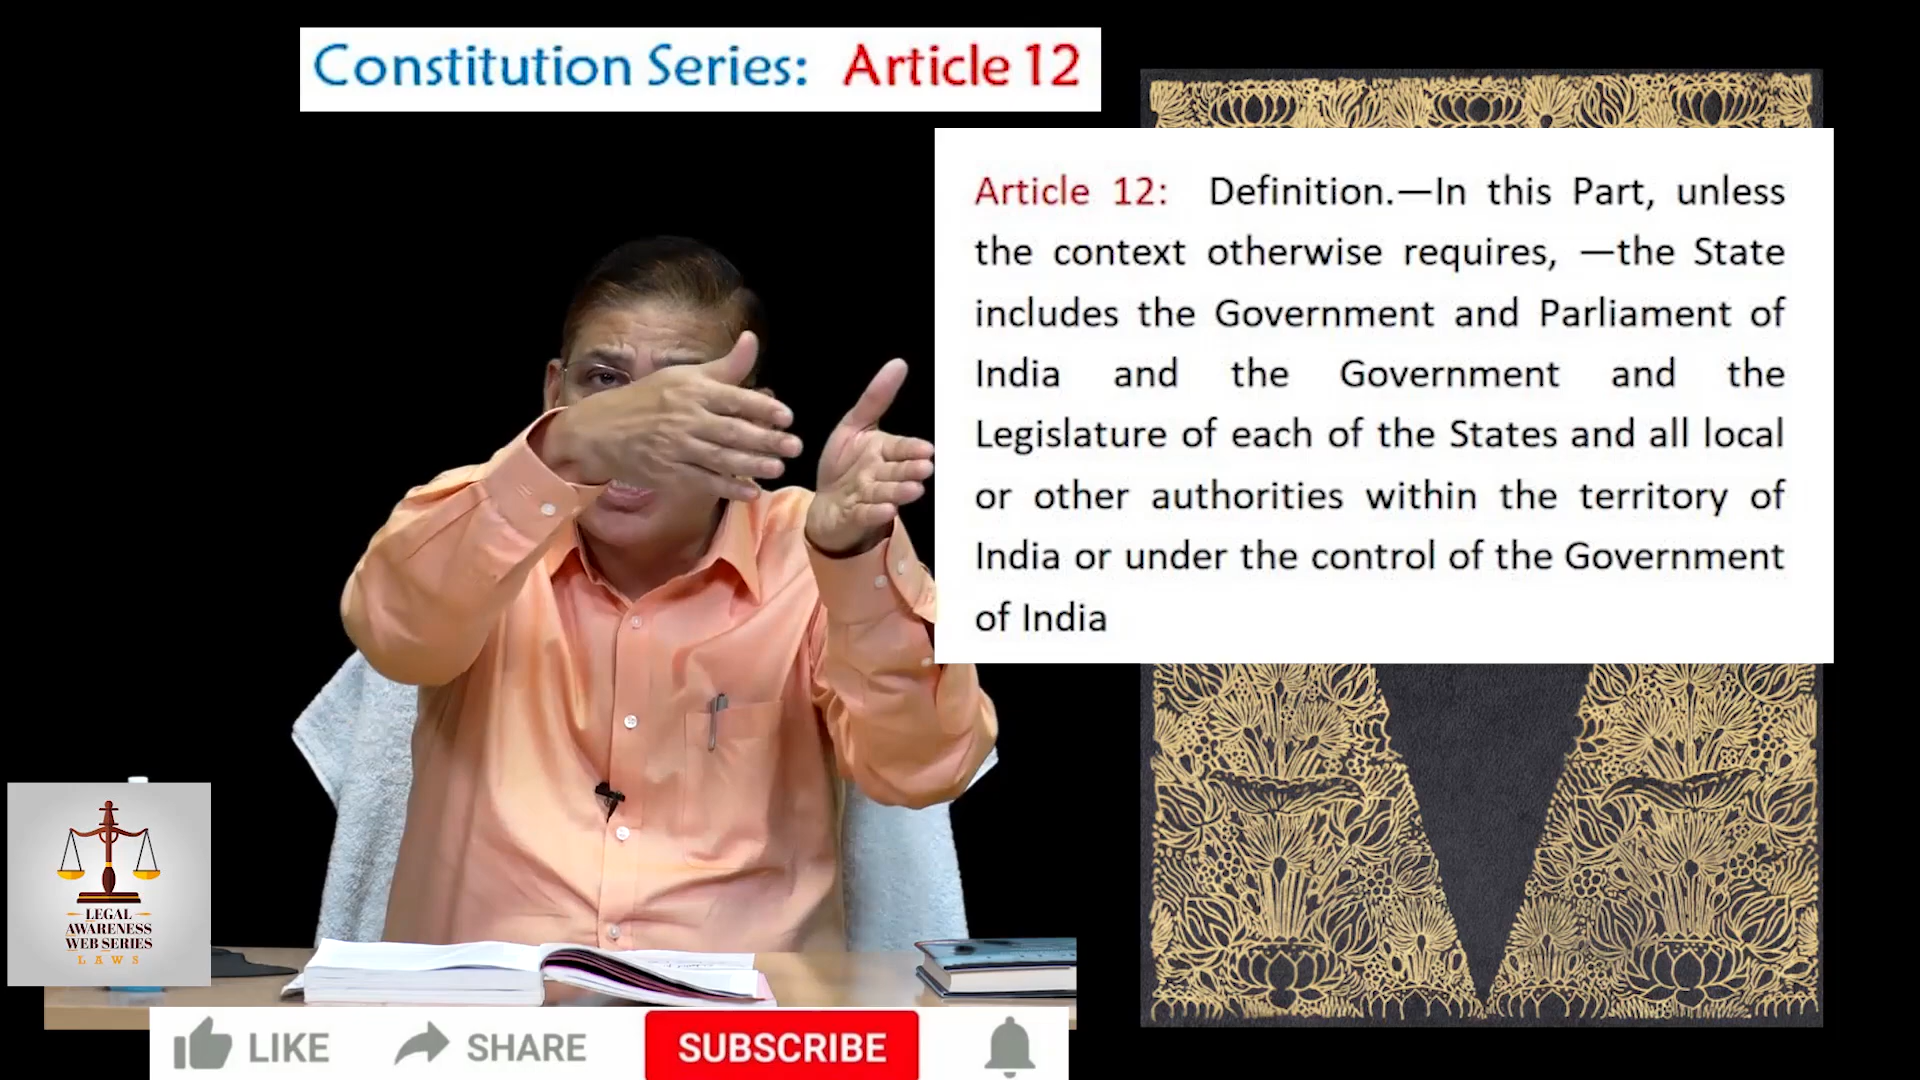 Constitution Series: Article 12
Article 12: Definition.—In this Part, unless
the context otherwise requires, —the State
includes the Government and Parliament of
India and the Government and the
Legislature of each of the States and all local
or other authorities within the territory of
India or under the control of the Government
of India
LEGAL
AWARENESS
WEB SERIES
LAWS
LIKE SHARE SUBSCRIBE